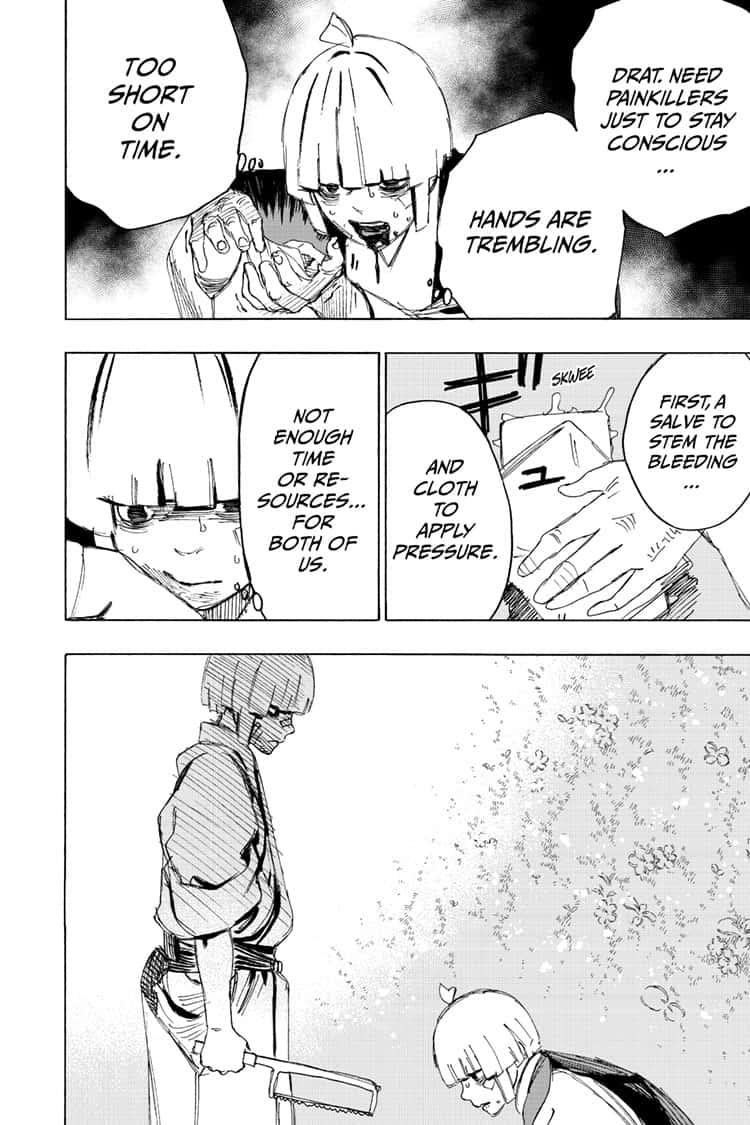 DRAT. NEED
PAINKILLERS
JUST TO STAY
CONSCIOUS
...
HANDS ARE
TREMBLING.
TOO
SHORT
ON
TIME.
SKWEE
FIRST, A
SALVE TO
STEM THE
BLEEDING
...
AND
CLOTH
TO
APPLY
PRESSURE.
NOT
ENOUGH
TIME
OR RE-
SOURCES...
FOR
BOTH OF
US.